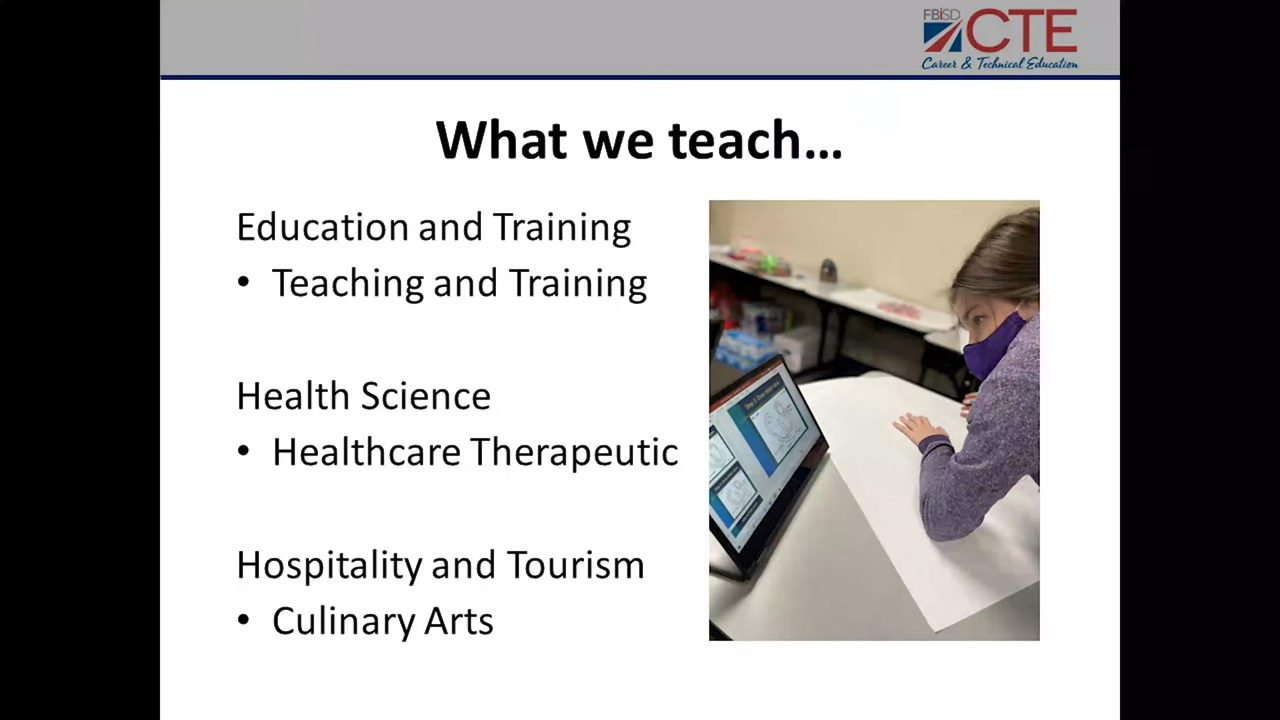 FBISD
CTE
Career & Technical Education
What we teach...
Education and Training
• Teaching and Training
Health Science
• Healthcare Therapeutic
Hospitality and Tourism
• Culinary Arts